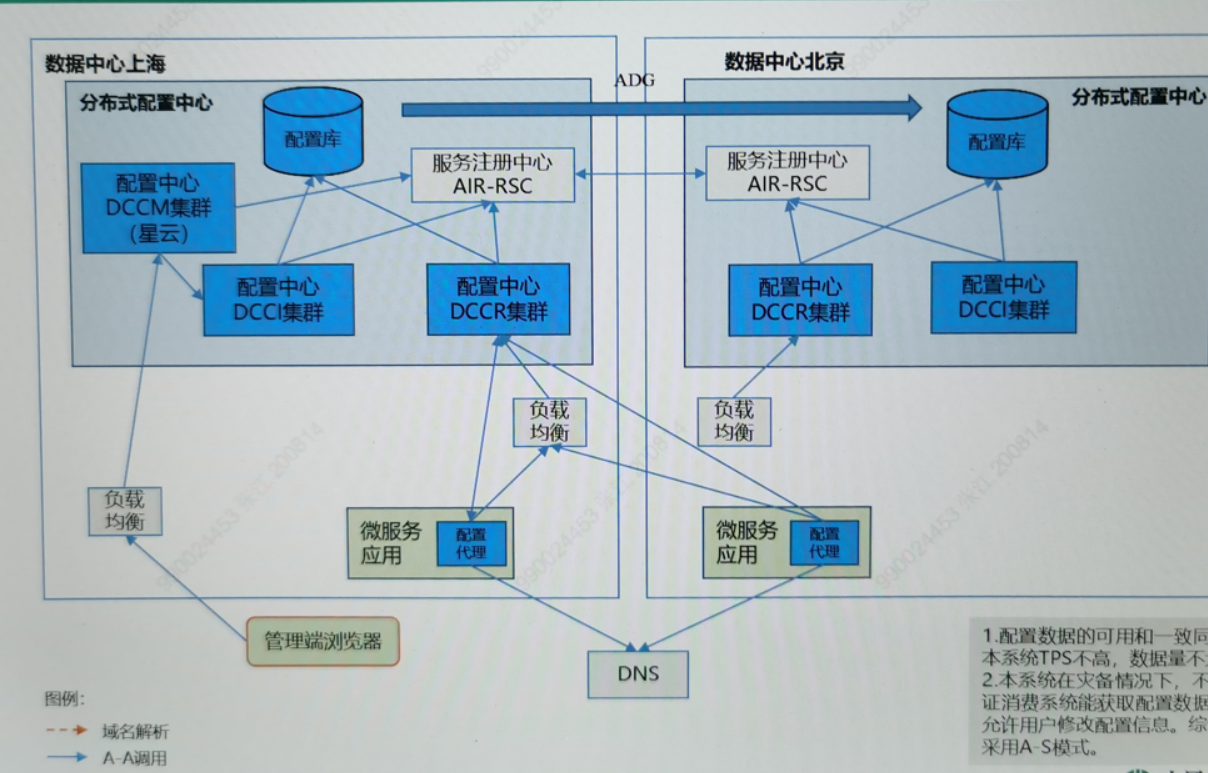 数据中心上海
分布式配置中心
配置库
配置中心
DCCM集群
（星云）
服务注册中心
AIR-RSC
配置中心
DCCI集群
配置中心
DCCR集群
ADG
数据中心北京
分布式配置中心
配置库
服务注册中心
AIR-RSC
配置中心
DCCR集群
配置中心
DCCI集群
负载
均衡
负载
均衡
负载
均衡
微服务
应用
配置
代理
微服务
应用
配置
代理
管理端浏览器
DNS
图例：
域名解析
A-A调用
1.配置数据的可用和一致同
本系统TPS不高，数据量不
2.本系统在灾备情况下，不
证消费系统能获取配置数据
允许用户修改配置信息。综
采用A-S模式。
990024453
200814
990024453
200814